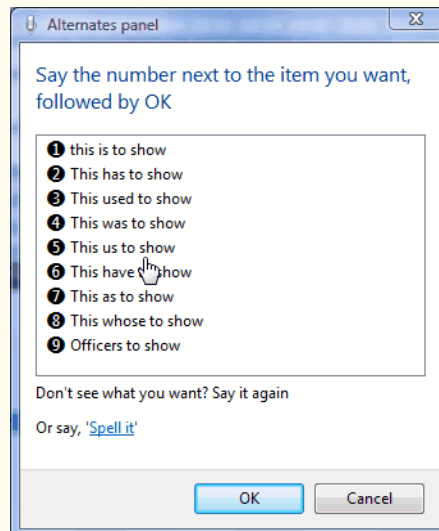 Alternates panel
Say the number next to the item you want,
followed by OK
1 this is to show
2 This has to show
3 This used to show
4 This was to show
5 This us to show
6 This have to show
7 This as to show
8 This whose to show
9 Officers to show
Don't see what you want? Say it again
Or say, 'Spell it'
OK
Cancel